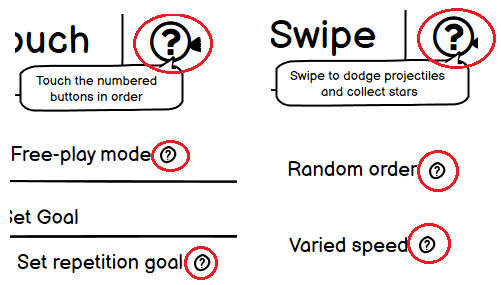 ouch
?
Touch the numbered
buttons in order
Free-play mode ?
Set Goal
Set repetition goal ?
Swipe
?
Swipe to dodge projectiles
and collect stars
Random order ?
Varied speed ?